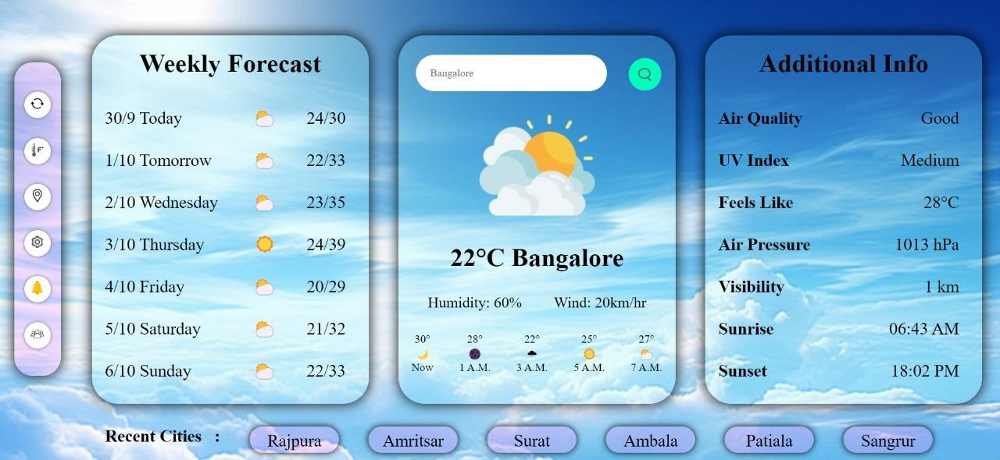 Weekly Forecast
30/9 Today 24/30
1/10 Tomorrow 22/33
2/10 Wednesday 23/35
3/10 Thursday 24/39
4/10 Friday 20/29
5/10 Saturday 21/32
6/10 Sunday 22/33
Bangalore
22°C Bangalore
Humidity: 60% Wind: 20km/hr
30° 28° 22° 25° 27°
Now 1 A.M. 3 A.M. 5 A.M. 7 A.M.
Additional Info
Air Quality Good
UV Index Medium
Feels Like 28°C
Air Pressure 1013 hPa
Visibility 1 km
Sunrise 06:43 AM
Sunset 18:02 PM
F°
Recent Cities : Rajpura Amritsar Surat Ambala Patiala Sangrur